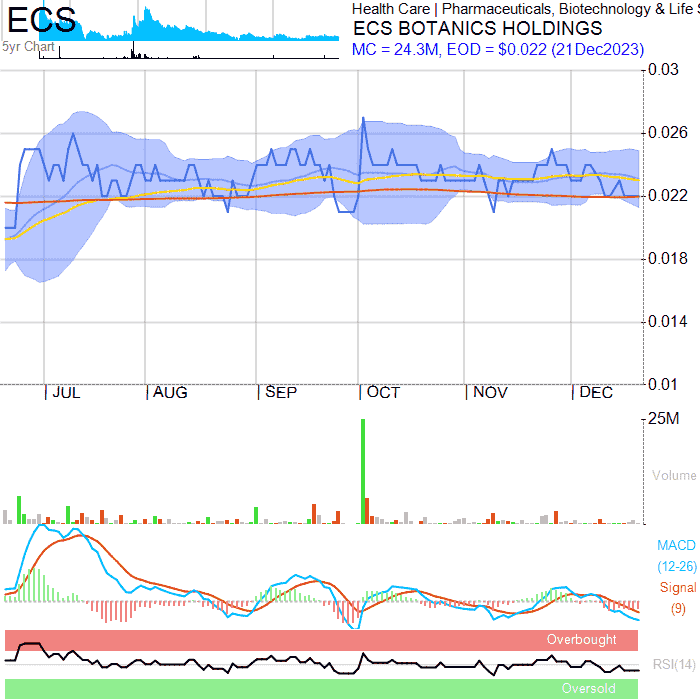 ECS
5yr Chart
Health Care | Pharmaceuticals, Biotechnology & Life S
ECS BOTANICS HOLDINGS
MC = 24.3M, EOD = $0.022 (21Dec2023)
0.03
0.026
0.022
0.018
0.014
0.01
JUL AUG SEP OCT NOV DEC
25M
Volume
MACD
(12-26)
Signal
(9)
Overbought
RSI(14)
Oversold